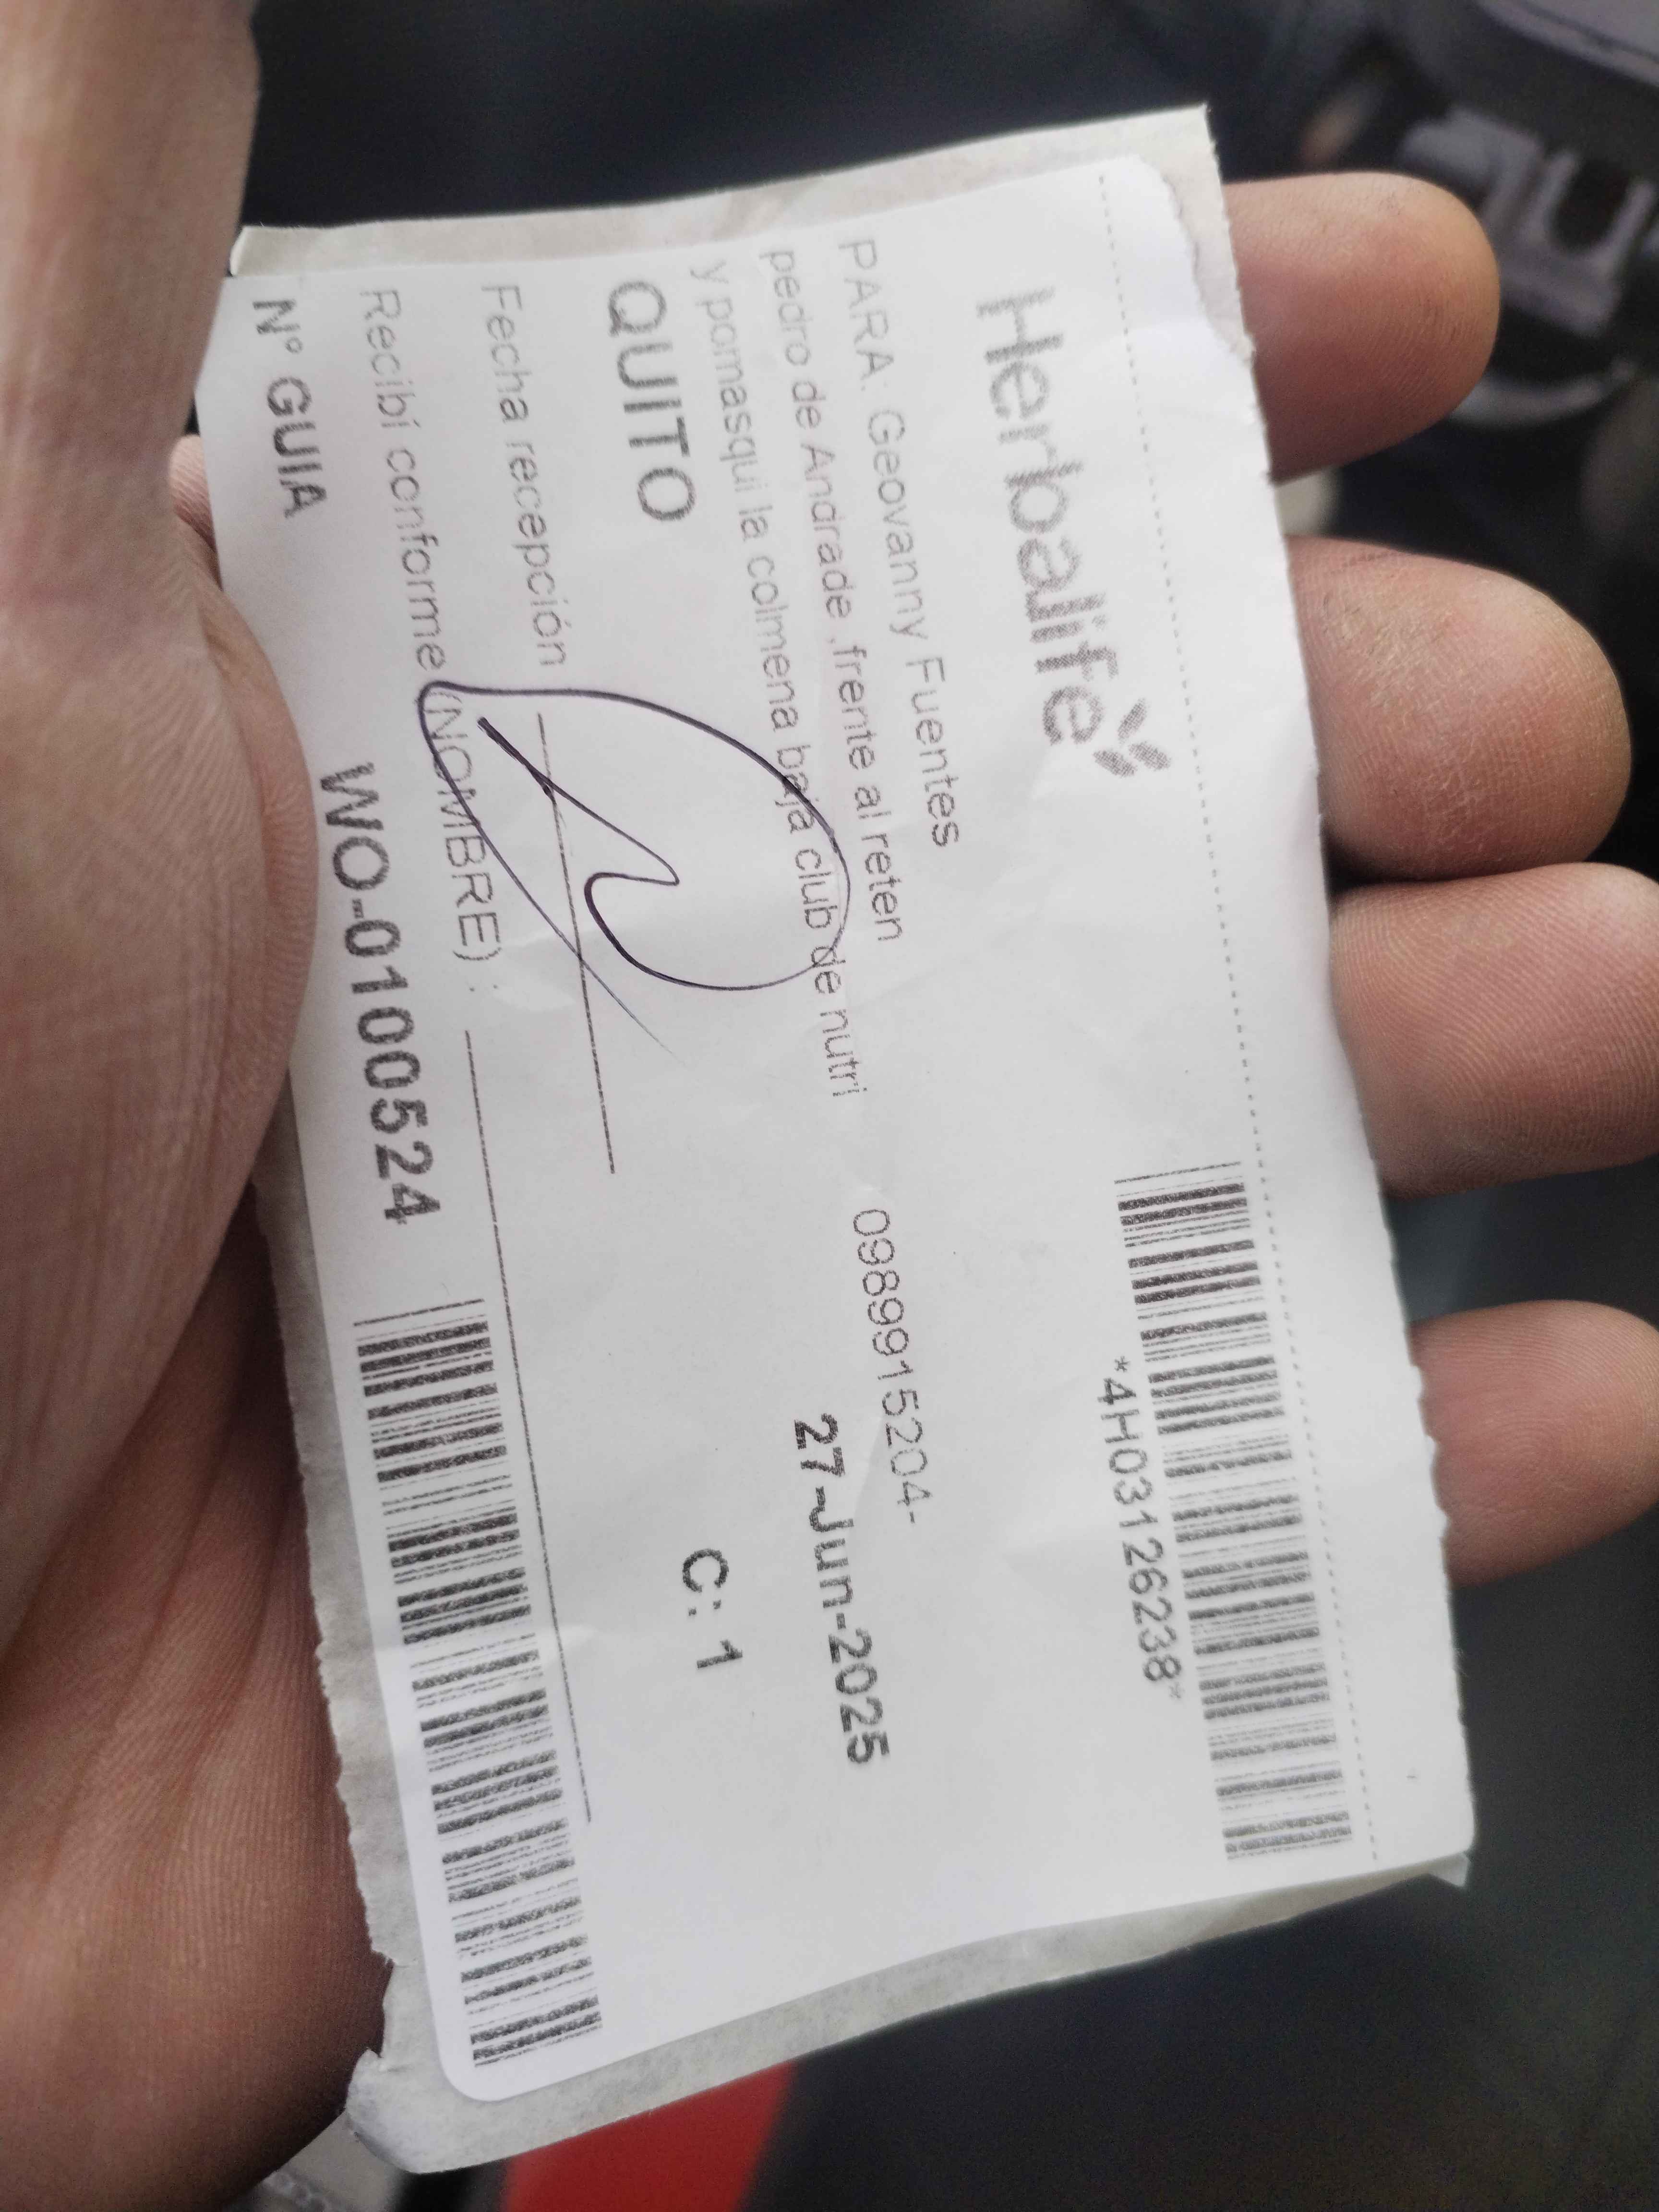 Herbalife
*4H03126238*
PARA: Geovanny Fuentes
0989915204-
pedro de Andrade ,frente al reten
y pomasqui la colmena baja club de nutri
27-Jun-2025
QUITO
C: 1
Fecha recepción
Recibí conforme (NOMBRE) :
N° GUIA WO-0100524